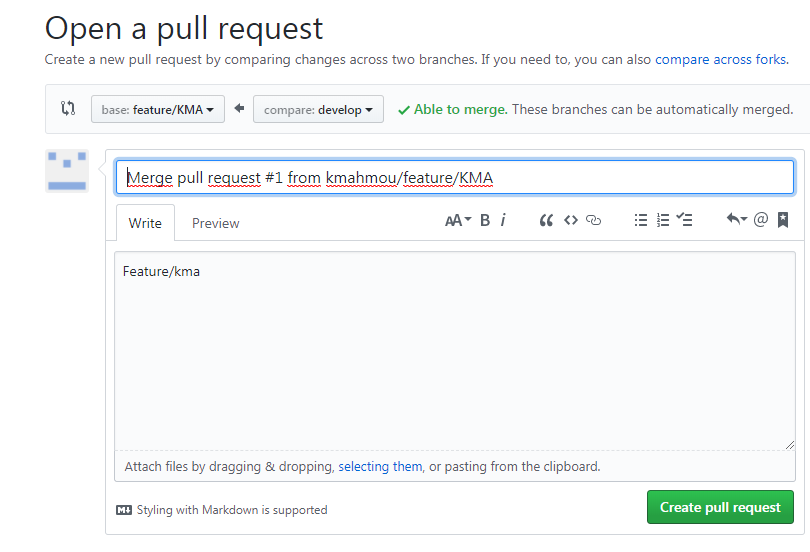 Open a pull request
Create a new pull request by comparing changes across two branches. If you need to, you can also compare across forks.
base: feature/KMA compare: develop Able to merge. These branches can be automatically merged.
Merge pull request #1 from kmahmou/feature/KMA
Write Preview AA B i @
Feature/kma
Attach files by dragging & dropping, selecting them, or pasting from the clipboard.
Styling with Markdown is supported
Create pull request